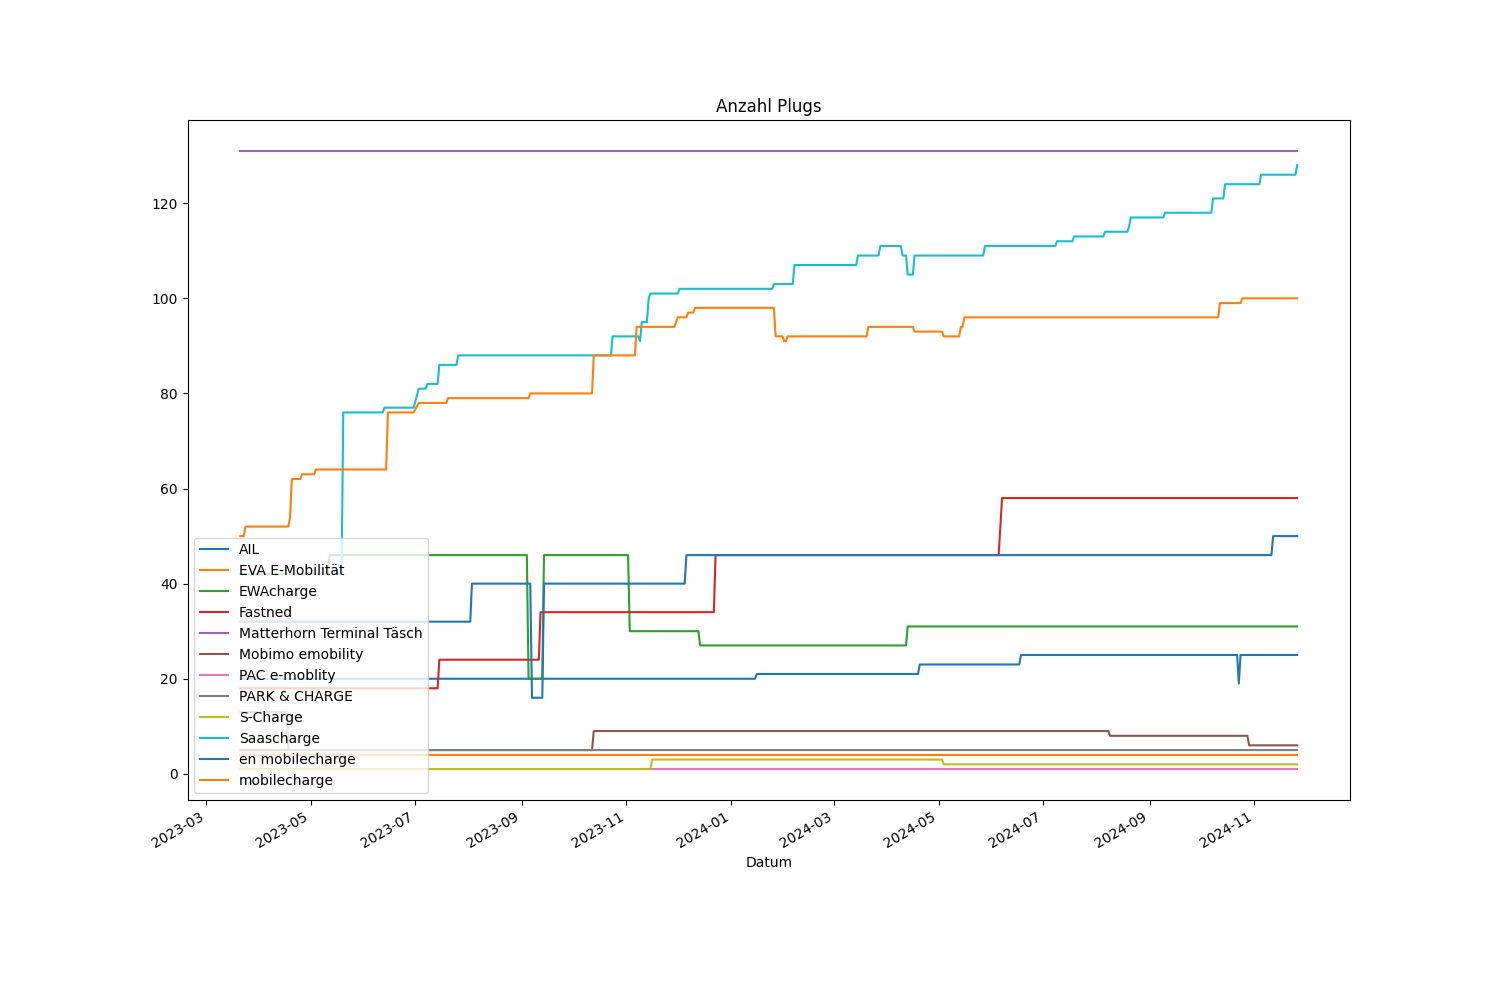 Anzahl Plugs
120
100
80
60
40
20
0
AIL
EVA E-Mobilität
EWAcharge
Fastned
Matterhorn Terminal Täsch
Mobimo emobility
PAC e-moblity
PARK & CHARGE
S-Charge
Saascharge
en mobilecharge
mobilecharge
2023-03
2023-05
2023-07
2023-09
2023-11
2024-01
2024-03
2024-05
2024-07
2024-09
2024-11
Datum